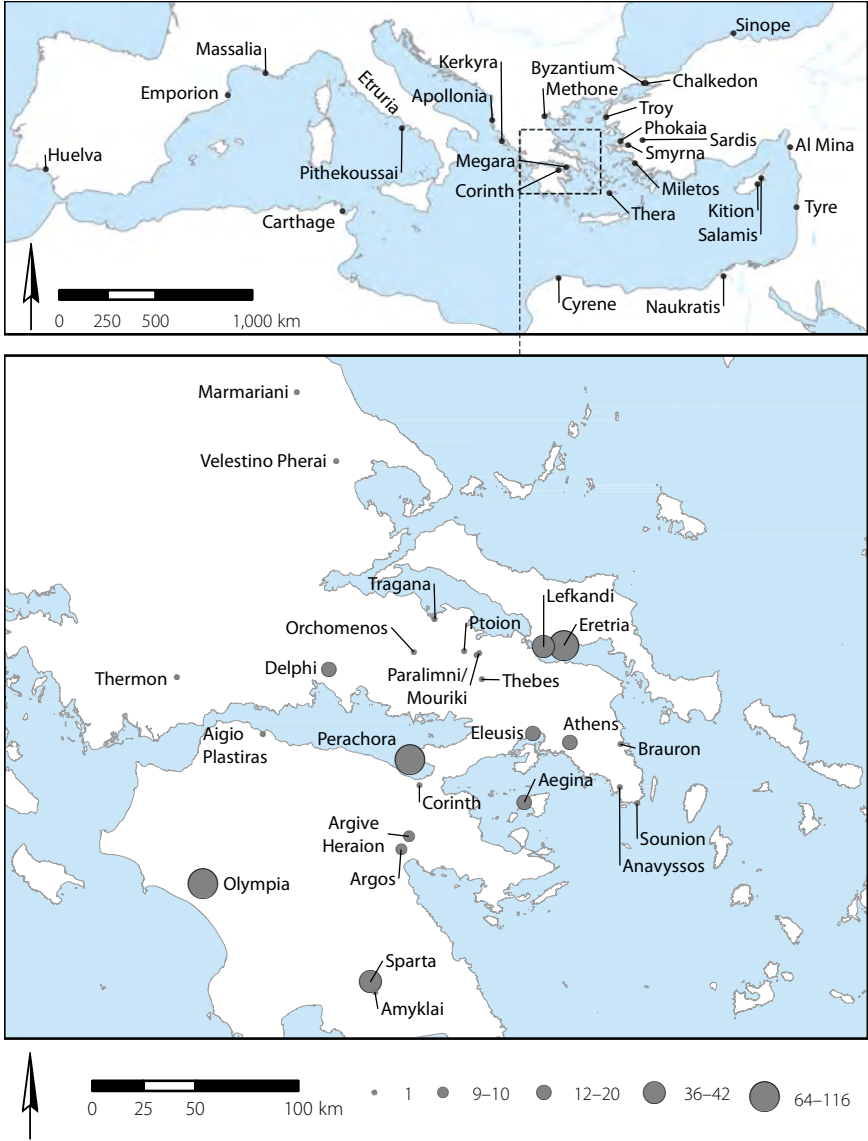 Sinope
Massalia
Kerkyra
Byzantium
Chalkedon
Emporion
Etruria
Apollonia
Methone
Troy
Phokaia
Sardis
Al Mina
Huelva
Pithekoussai
Megara
Smyrna
Corinth
Miletos
Carthage
Thera
Kition
Tyre
Salamis
0 250 500 1,000 km
Cyrene
Naukratis
Marmariani
Velestino Pherai
Tragana
Lefkandi
Ptoion
Eretria
Orchomenos
Thermon
Delphi
Paralimni/
Mouriki
Thebes
Aigio
Plastiras
Perachora
Eleusis
Athens
Brauron
Aegina
Corinth
Argive
Heraion
Sounion
Anavyssos
Argos
Olympia
Sparta
Amyklai
0 25 50 100 km
1 9–10 12–20 36–42 64–116